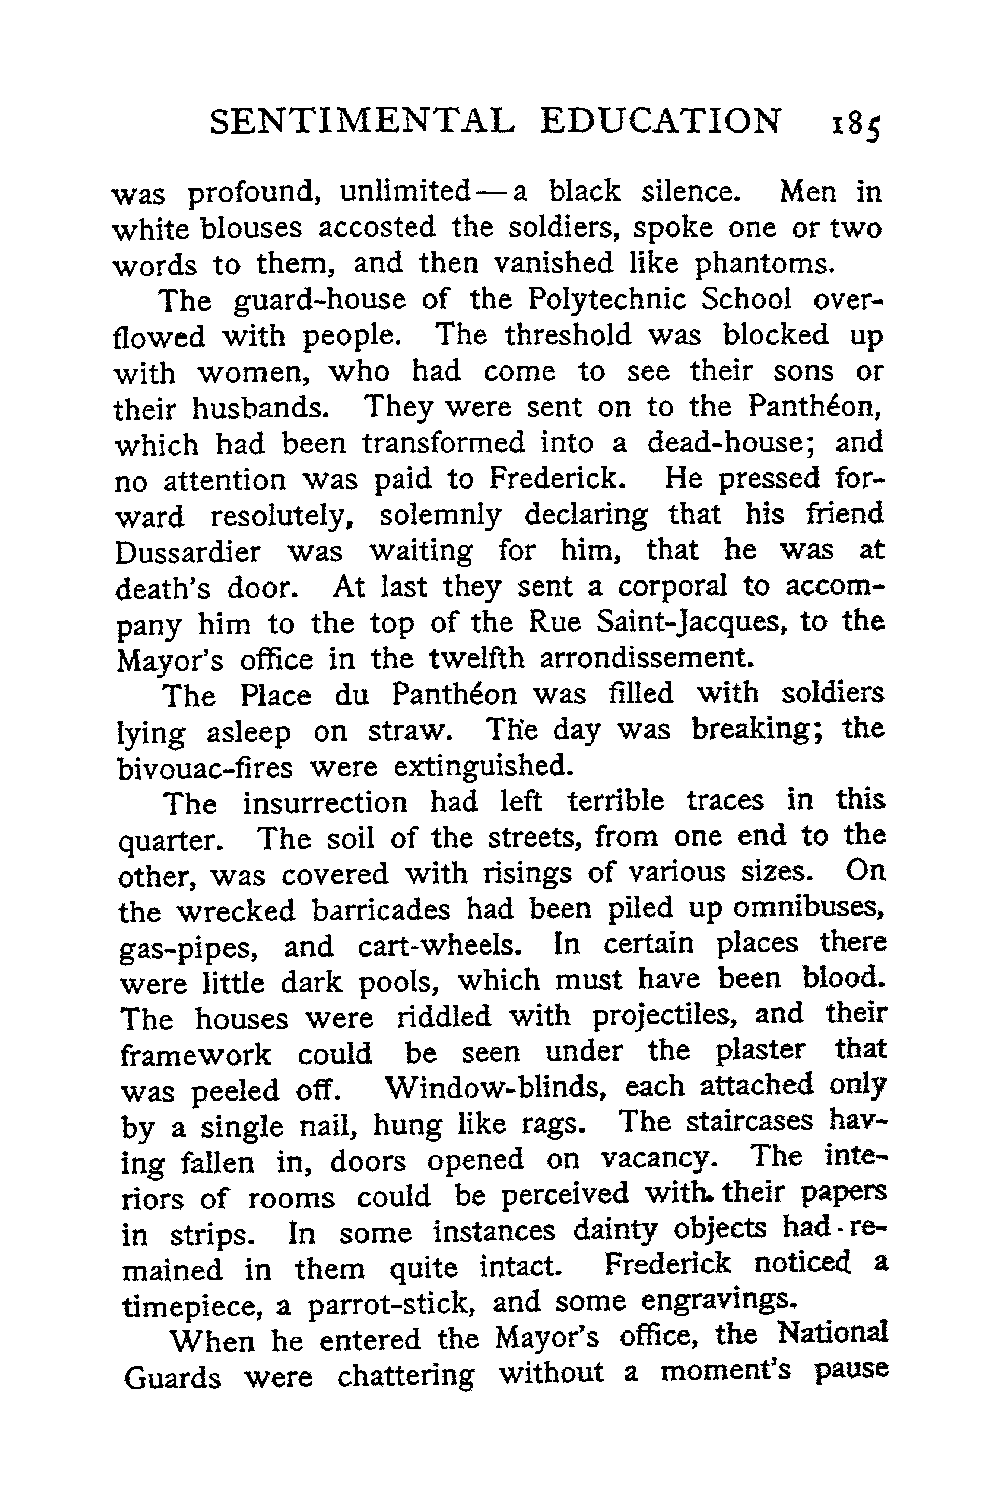 SENTIMENTAL EDUCATION 185
was profound, unlimited—a black silence. Men in
white blouses accosted the soldiers, spoke one or two
words to them, and then vanished like phantoms.
The guard-house of the Polytechnic School over-
flowed with people. The threshold was blocked up
with women, who had come to see their sons or
their husbands. They were sent on to the Panthéon,
which had been transformed into a dead-house; and
no attention was paid to Frederick. He pressed for-
ward resolutely, solemnly declaring that his friend
Dussardier was waiting for him, that he was at
death's door. At last they sent a corporal to accom-
pany him to the top of the Rue Saint-Jacques, to the
Mayor's office in the twelfth arrondissement.
The Place du Panthéon was filled with soldiers
lying asleep on straw. The day was breaking; the
bivouac-fires were extinguished.
The insurrection had left terrible traces in this
quarter. The soil of the streets, from one end to the
other, was covered with risings of various sizes. On
the wrecked barricades had been piled up omnibuses,
gas-pipes, and cart-wheels. In certain places there
were little dark pools, which must have been blood.
The houses were riddled with projectiles, and their
framework could be seen under the plaster that
was peeled off. Window-blinds, each attached only
by a single nail, hung like rags. The staircases hav-
ing fallen in, doors opened on vacancy. The inte-
riors of rooms could be perceived with their papers
in strips. In some instances dainty objects had re-
mained in them quite intact. Frederick noticed a
timepiece, a parrot-stick, and some engravings.
When he entered the Mayor's office, the National
Guards were chattering without a moment's pause